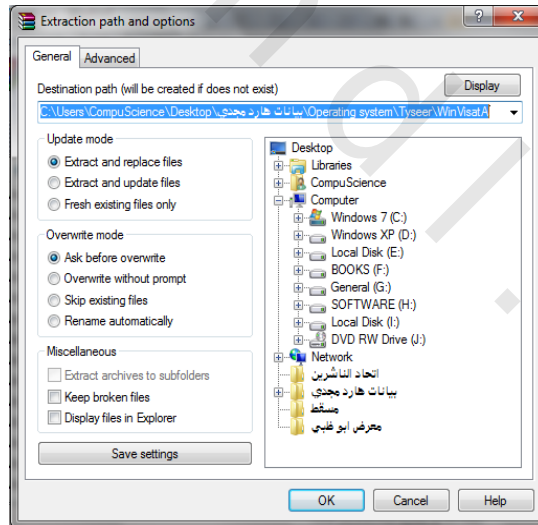 Extraction path and options
General Advanced
Destination path (will be created if does not exist)
Display
C:\Users\CompuScience\Desktop\بيانات هارد مجدي\Operating system\Tyseer\WinVisatA
Update mode
Extract and replace files
Extract and update files
Fresh existing files only
Overwrite mode
Ask before overwrite
Overwrite without prompt
Skip existing files
Rename automatically
Miscellaneous
Extract archives to subfolders
Keep broken files
Display files in Explorer
Save settings
Desktop
Libraries
CompuScience
Computer
Windows 7 (C:)
Windows XP (D:)
Local Disk (E:)
BOOKS (F:)
General (G:)
SOFTWARE (H:)
Local Disk (I:)
DVD RW Drive (J:)
Network
اتحاد الناشرين
بيانات هارد مجدي
مسقط
معرض ابو ظبي
OK Cancel Help